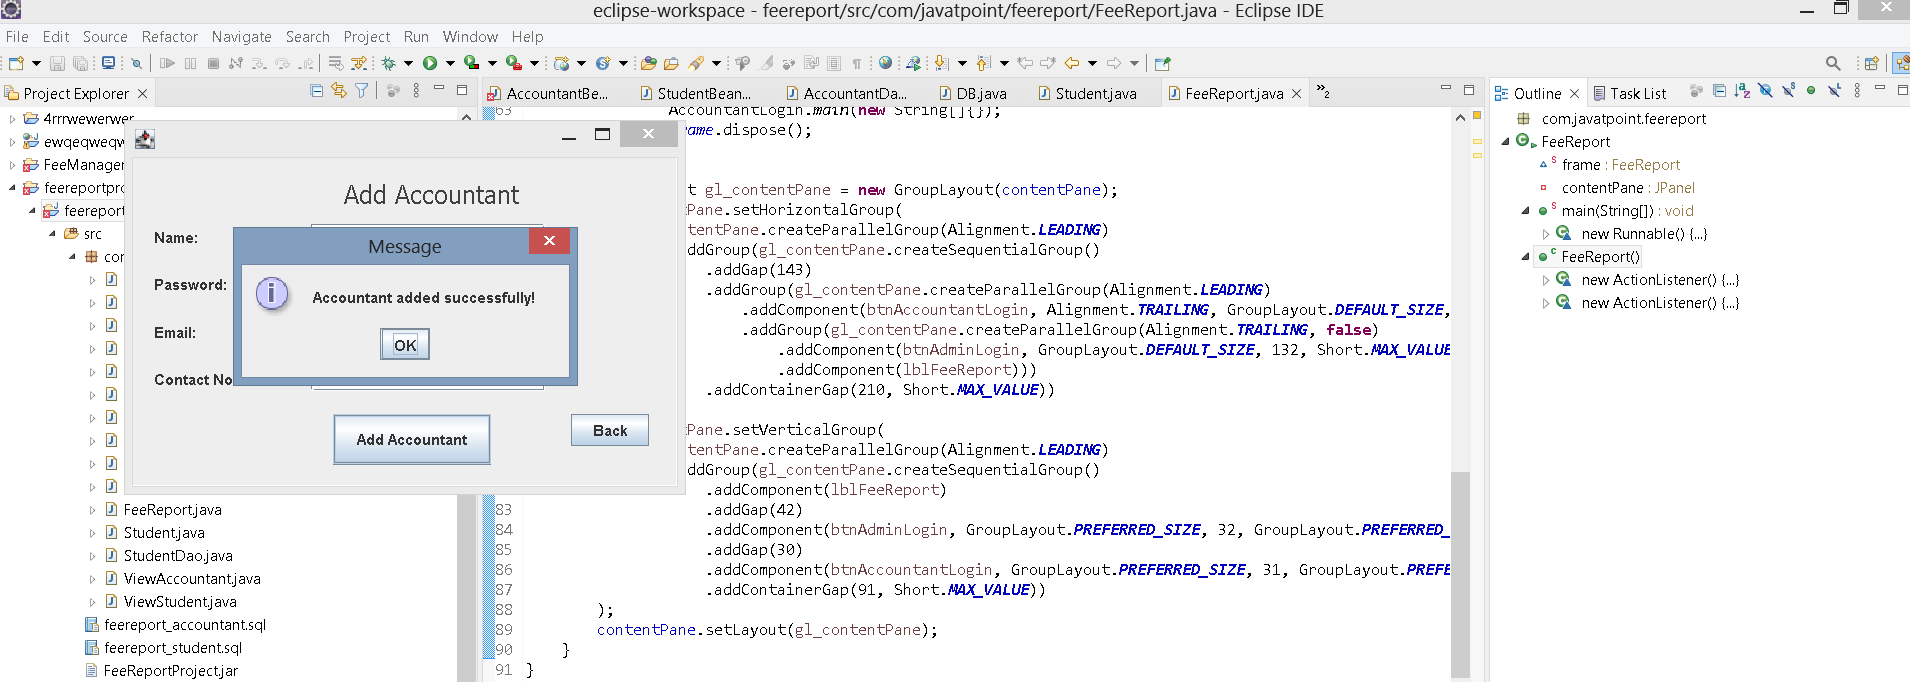 eclipse-workspace - feereport/src/com/javatpoint/feereport/FeeReport.java - Eclipse IDE
File Edit Source Refactor Navigate Search Project Run Window Help
Project Explorer
AccountantBe...
StudentBean...
AccountantDa...
DB.java
Student.java
FeeReport.java
»2
Outline
Task List
4rrrwewerwer
ewqeqweqw
FeeManager
feereportpro
feereport
src
cor
FeeReport.java
Student.java
StudentDao.java
ViewAccountant.java
ViewStudent.java
feereport_accountant.sql
feereport_student.sql
FeeReportProject.jar
Add Accountant
Name:
Password:
Email:
Contact No
Message
Accountant added successfully!
OK
Add Accountant
Back
63 AccountantLogin.main(new String[]{});
ame.dispose();
t gl_contentPane = new GroupLayout(contentPane);
tPane.setHorizontalGroup(
tentPane.createParallelGroup(Alignment.LEADING)
ddGroup(gl_contentPane.createSequentialGroup()
.addGap(143)
.addGroup(gl_contentPane.createParallelGroup(Alignment.LEADING)
.addComponent(btnAccountantLogin, Alignment.TRAILING, GroupLayout.DEFAULT_SIZE,
.addGroup(gl_contentPane.createParallelGroup(Alignment.TRAILING, false)
.addComponent(btnAdminLogin, GroupLayout.DEFAULT_SIZE, 132, Short.MAX_VALUE
.addComponent(lblFeeReport)))
.addContainerGap(210, Short.MAX_VALUE))
tPane.setVerticalGroup(
tentPane.createParallelGroup(Alignment.LEADING)
ddGroup(gl_contentPane.createSequentialGroup()
.addComponent(lblFeeReport)
83 .addGap(42)
84 .addComponent(btnAdminLogin, GroupLayout.PREFERRED_SIZE, 32, GroupLayout.PREFERRED_
85 .addGap(30)
86 .addComponent(btnAccountantLogin, GroupLayout.PREFERRED_SIZE, 31, GroupLayout.PREFE
87 .addContainerGap(91, Short.MAX_VALUE))
88 );
89 contentPane.setLayout(gl_contentPane);
90 }
91 }
com.javatpoint.feereport
FeeReport
frame : FeeReport
contentPane : JPanel
main(String[]) : void
new Runnable() {...}
FeeReport()
new ActionListener() {...}
new ActionListener() {...}